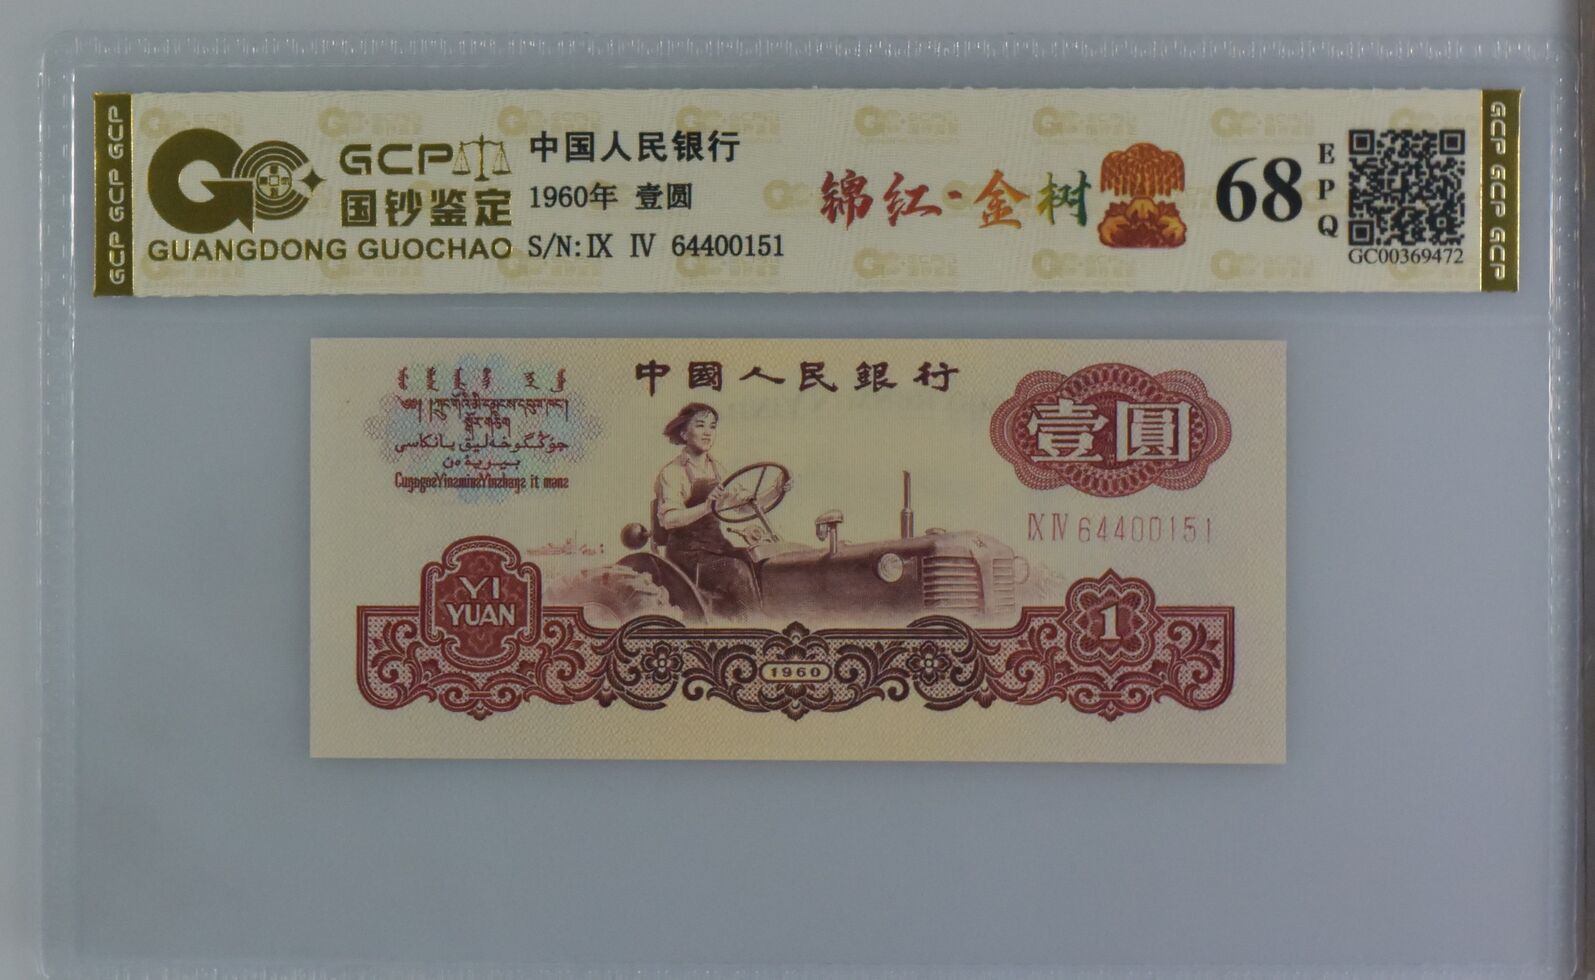 GCP GCP GCP
GCP
国钞鉴定
GUANGDONG GUOCHAO
中国人民银行
1960年 壹圆
S/N: IX IV 64400151
锦红·金树
68
EPQ
GC00369472
GCP GCP GCP
中國人民銀行
壹圓
IX IV 64400151
YI
YUAN
1960
1